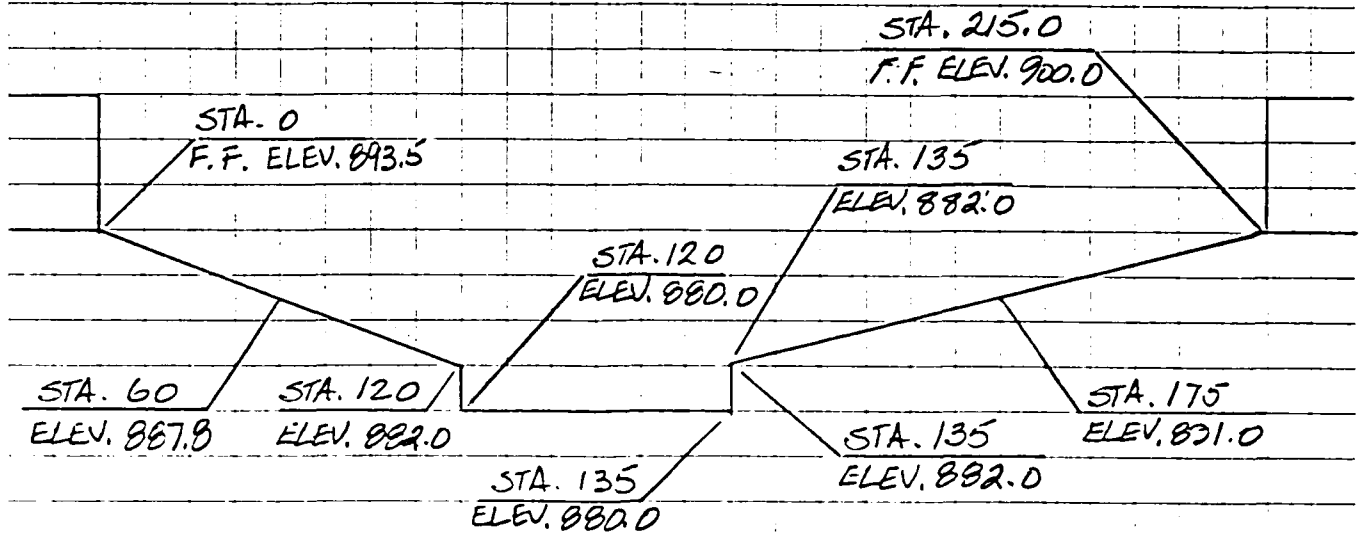 STA. 215.0
F.F. ELEV. 900.0
STA. 0
F.F. ELEV. 893.5
STA. 135
ELEV. 882.0
STA. 120
ELEV. 880.0
STA. 60
ELEV. 887.8
STA. 120
ELEV. 882.0
STA. 175
ELEV. 891.0
STA. 135
ELEV. 882.0
STA. 135
ELEV. 880.0